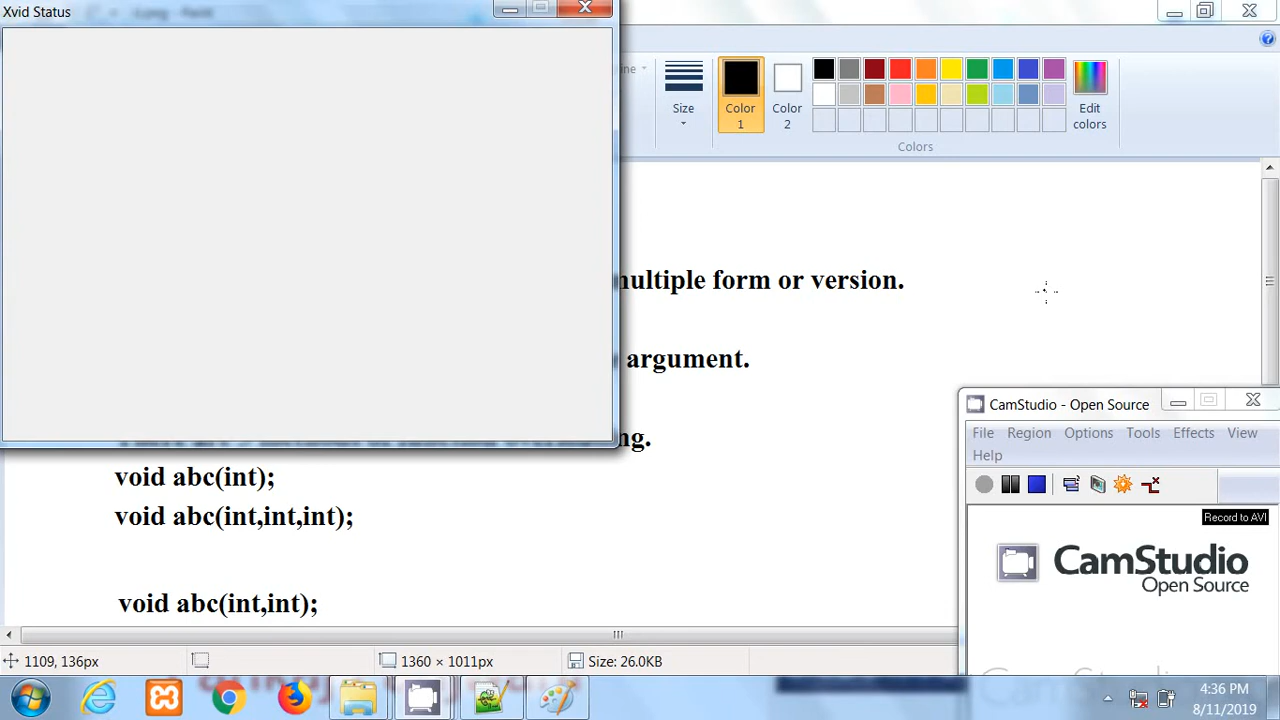 Xvid Status
Size
Color
1
Color
2
Edit
colors
Colors
multiple form or version.
argument.
void abc(int);
void abc(int,int,int);
void abc(int,int);
CamStudio - Open Source
File Region Options Tools Effects View
Help
Record to AVI
CamStudio
Open Source
1109, 136px
1360 × 1011px
Size: 26.0KB
4:36 PM
8/11/2019